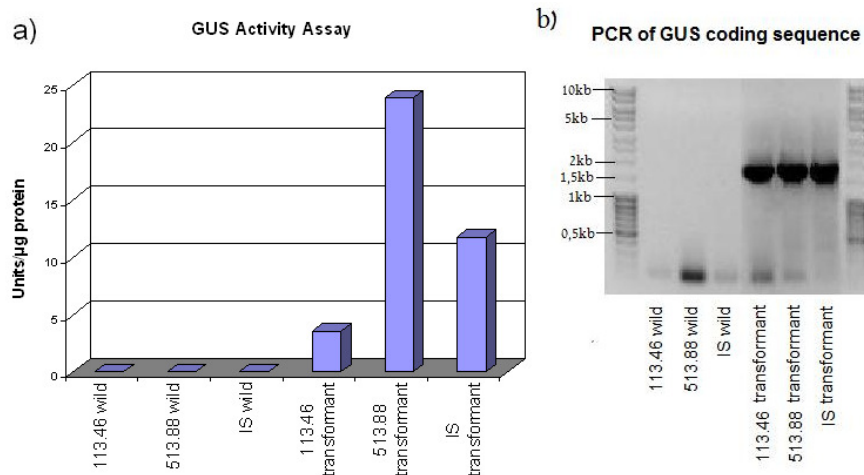 a)
GUS Activity Assay
Units/µg protein
25
20
15
10
5
0
113.46 wild
513.88 wild
IS wild
113.46
transformant
513.88
transformant
IS
transformant
b)
PCR of GUS coding sequence
10kb
5kb
2kb
1,5kb
1kb
0,5kb
113.46 wild
513.88 wild
IS wild
113.46 transformant
513.88 transformant
IS transformant